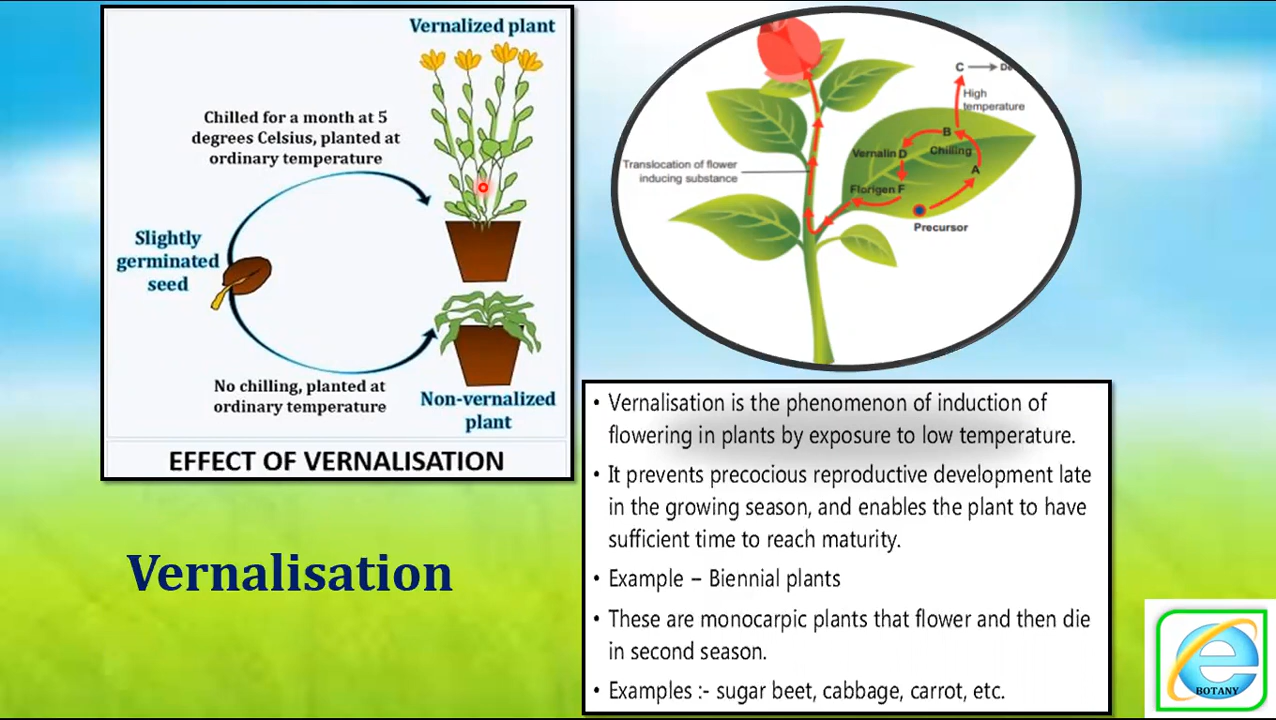 Vernalized plant
Chilled for a month at 5
degrees Celsius, planted at
ordinary temperature
Slightly
germinated
seed
No chilling, planted at
ordinary temperature
Non-vernalized
plant
EFFECT OF VERNALISATION
Vernalisation
C
High
temperature
B
Chilling
Vernalin D
A
Florigen F
Precursor
Translocation of flower
inducing substance
• Vernalisation is the phenomenon of induction of
flowering in plants by exposure to low temperature.
• It prevents precocious reproductive development late
in the growing season, and enables the plant to have
sufficient time to reach maturity.
• Example – Biennial plants
• These are monocarpic plants that flower and then die
in second season.
• Examples :- sugar beet, cabbage, carrot, etc.
e
BOTANY